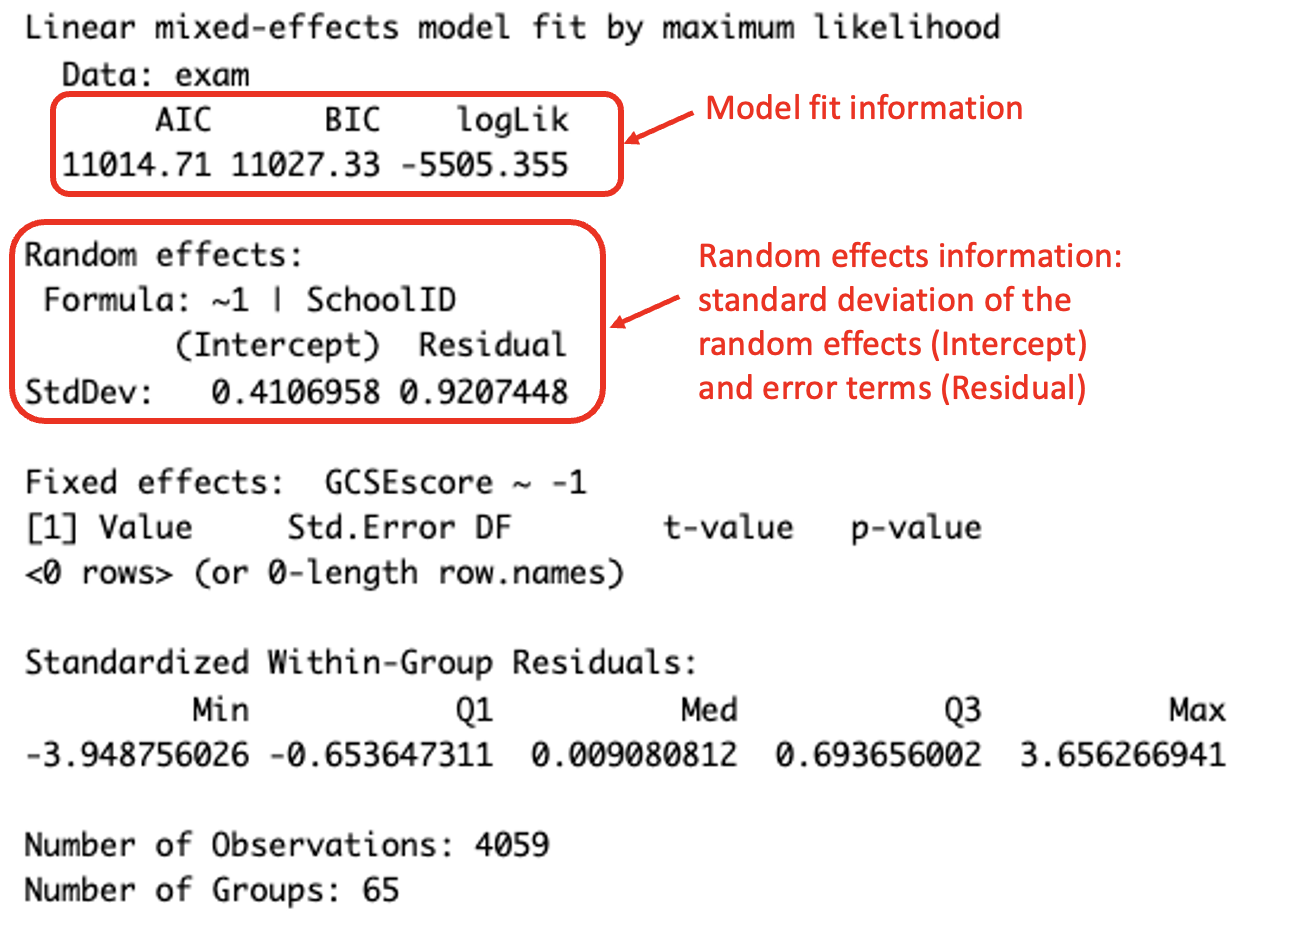 Linear mixed-effects model fit by maximum likelihood
Data: exam
AIC BIC logLik
11014.71 11027.33 -5505.355
Model fit information
Random effects:
Formula: ~1 | SchoolID
(Intercept) Residual
StdDev: 0.4106958 0.9207448
Random effects information:
standard deviation of the
random effects (Intercept)
and error terms (Residual)
Fixed effects: GCSEscore ~ -1
[1] Value Std.Error DF t-value p-value
<0 rows> (or 0-length row.names)
Standardized Within-Group Residuals:
Min Q1 Med Q3 Max
-3.948756026 -0.653647311 0.009080812 0.693656002 3.656266941
Number of Observations: 4059
Number of Groups: 65